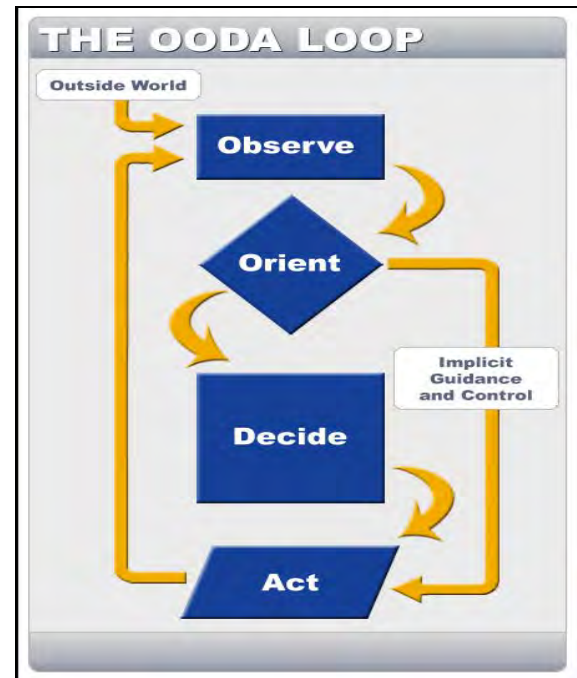 THE OODA LOOP
Outside World
Observe
Orient
Implicit
Guidance
and Control
Decide
Act